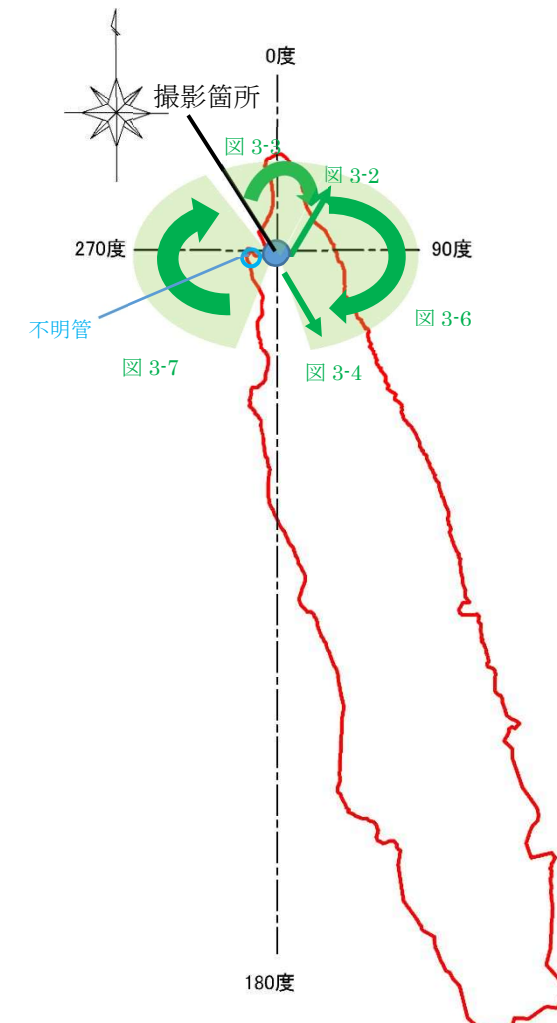 0度
撮影箇所
図 3-3
図 3-2
270度
90度
不明管
図 3-6
図 3-7
図 3-4
180度